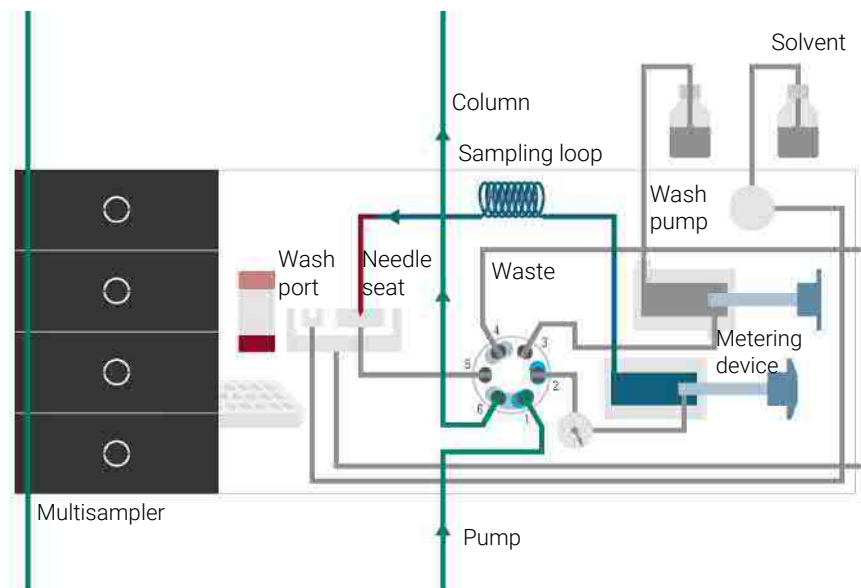 Solvent
Column
Sampling loop
Wash
pump
Wash
port
Needle
seat
Waste
Metering
device
4
3
5
2
6
1
Multisampler
Pump